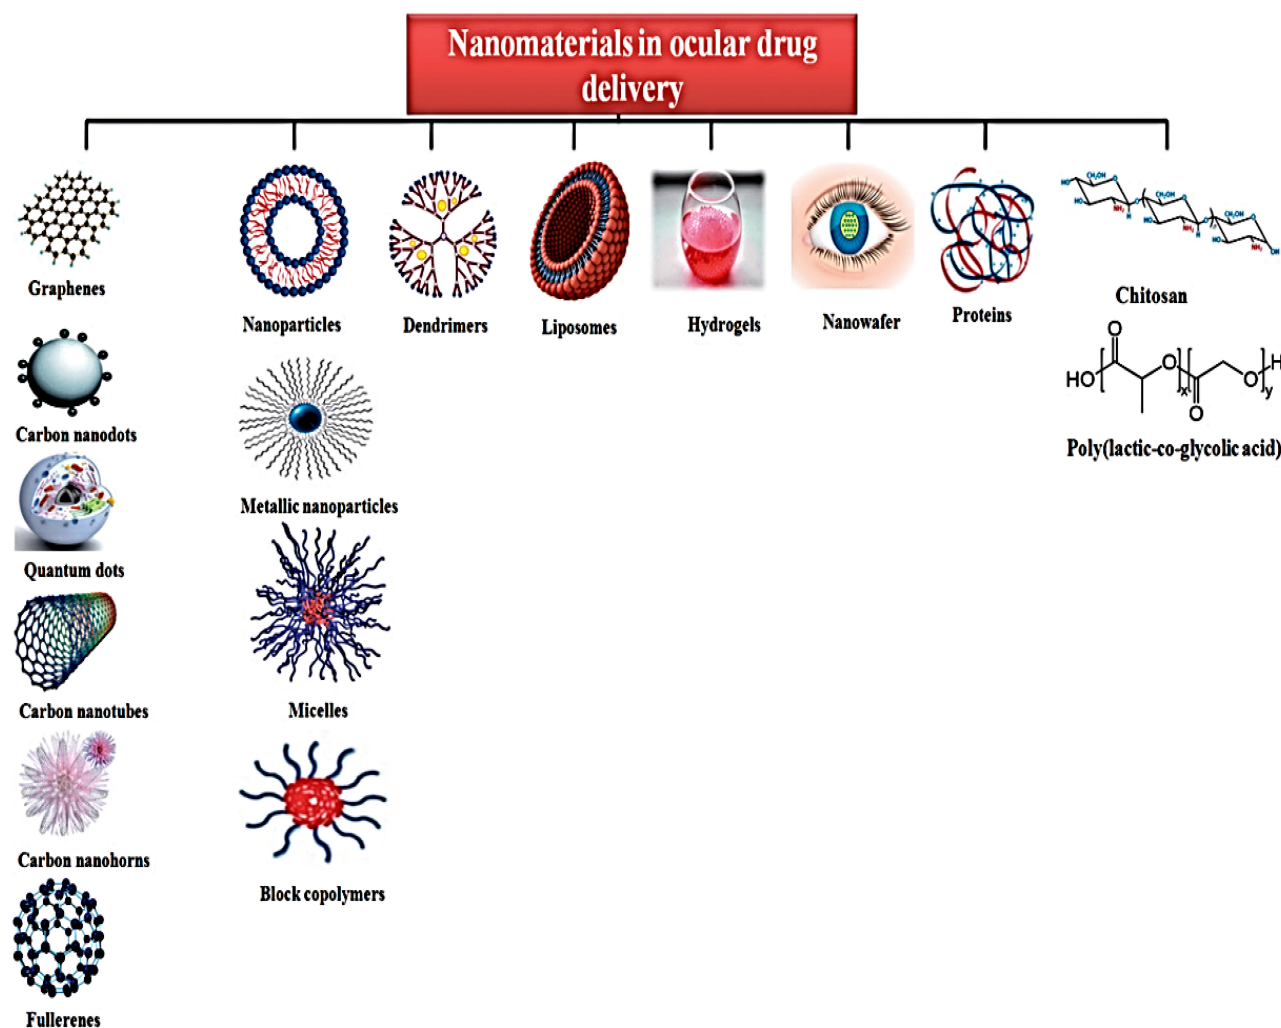 Nanomaterials in ocular drug
delivery
Graphenes
Carbon nanodots
Quantum dots
Carbon nanotubes
Carbon nanohorns
Fullerenes
Nanoparticles
Metallic nanoparticles
Micelles
Block copolymers
Dendrimers
Liposomes
Hydrogels
Nanowafer
Proteins
Chitosan
HO
O
O
x
O
O
H
y
Poly(lactic-co-glycolic acid)